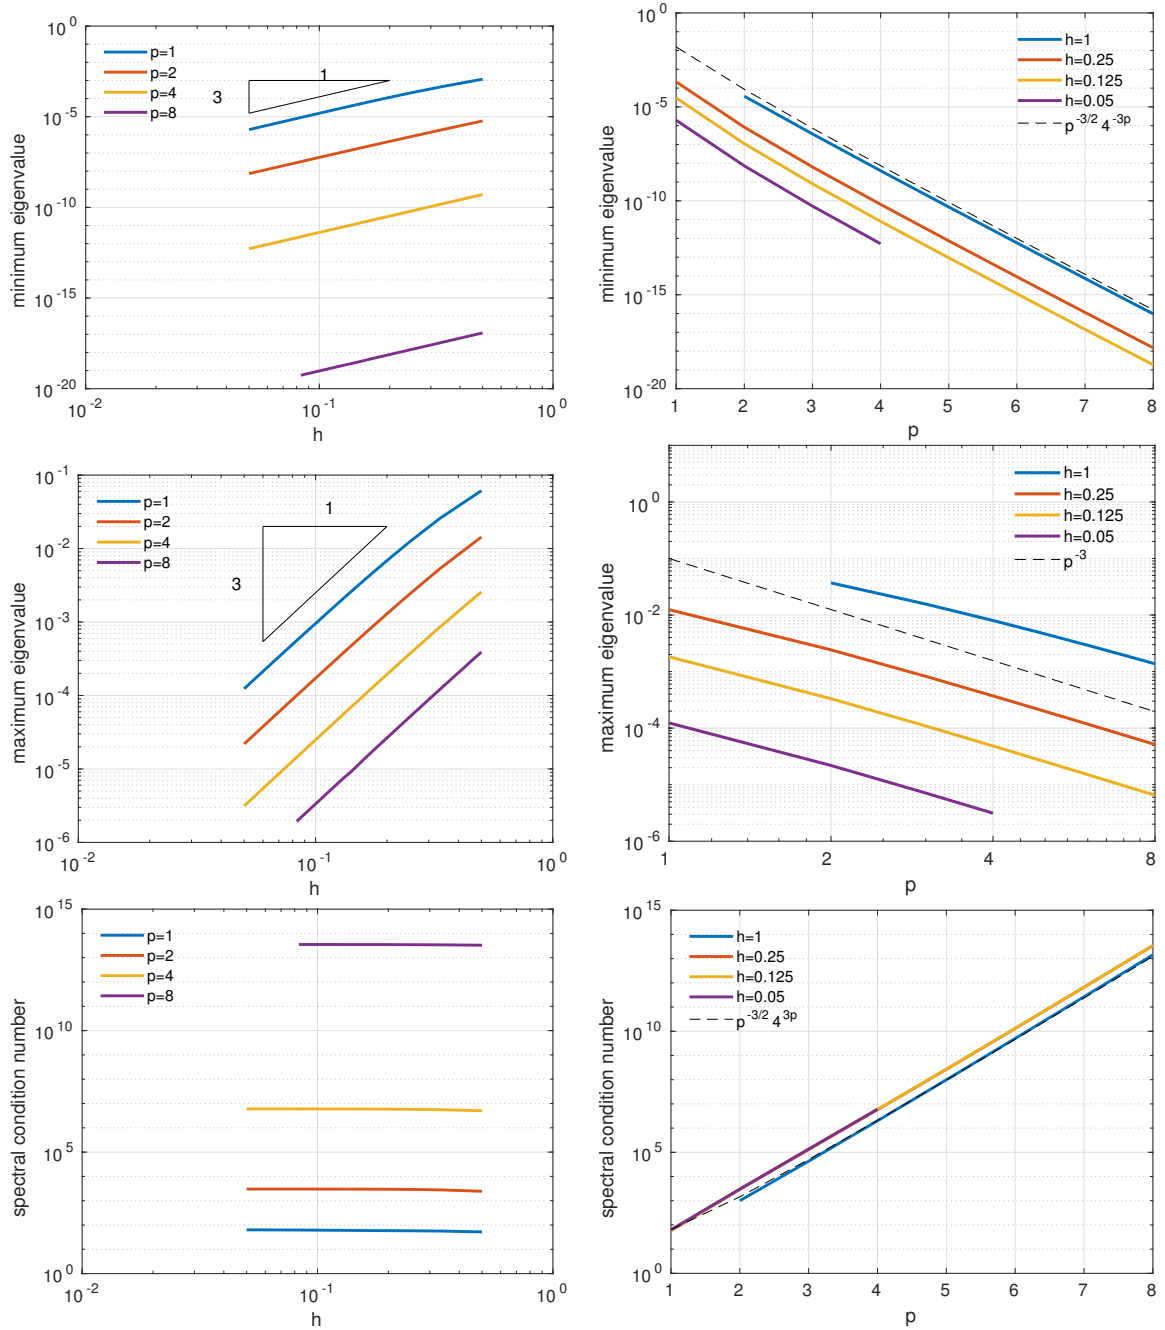 10^0
10^-5
10^-10
10^-15
10^-20
minimum eigenvalue
p=1
p=2
p=4
p=8
1
3
10^-2
10^-1
10^0
h
10^0
10^-5
10^-10
10^-15
10^-20
minimum eigenvalue
h=1
h=0.25
h=0.125
h=0.05
p^-3/2 4^-3p
1
2
3
4
5
6
7
8
p
10^-1
10^-2
10^-3
10^-4
10^-5
10^-6
maximum eigenvalue
p=1
p=2
p=4
p=8
1
3
10^-2
10^-1
10^0
h
10^0
10^-2
10^-4
10^-6
maximum eigenvalue
h=1
h=0.25
h=0.125
h=0.05
p^-3
1
2
4
8
p
10^15
10^10
10^5
10^0
spectral condition number
p=1
p=2
p=4
p=8
10^-2
10^-1
10^0
h
10^15
10^10
10^5
10^0
spectral condition number
h=1
h=0.25
h=0.125
h=0.05
p^-3/2 4^3p
1
2
3
4
5
6
7
8
p